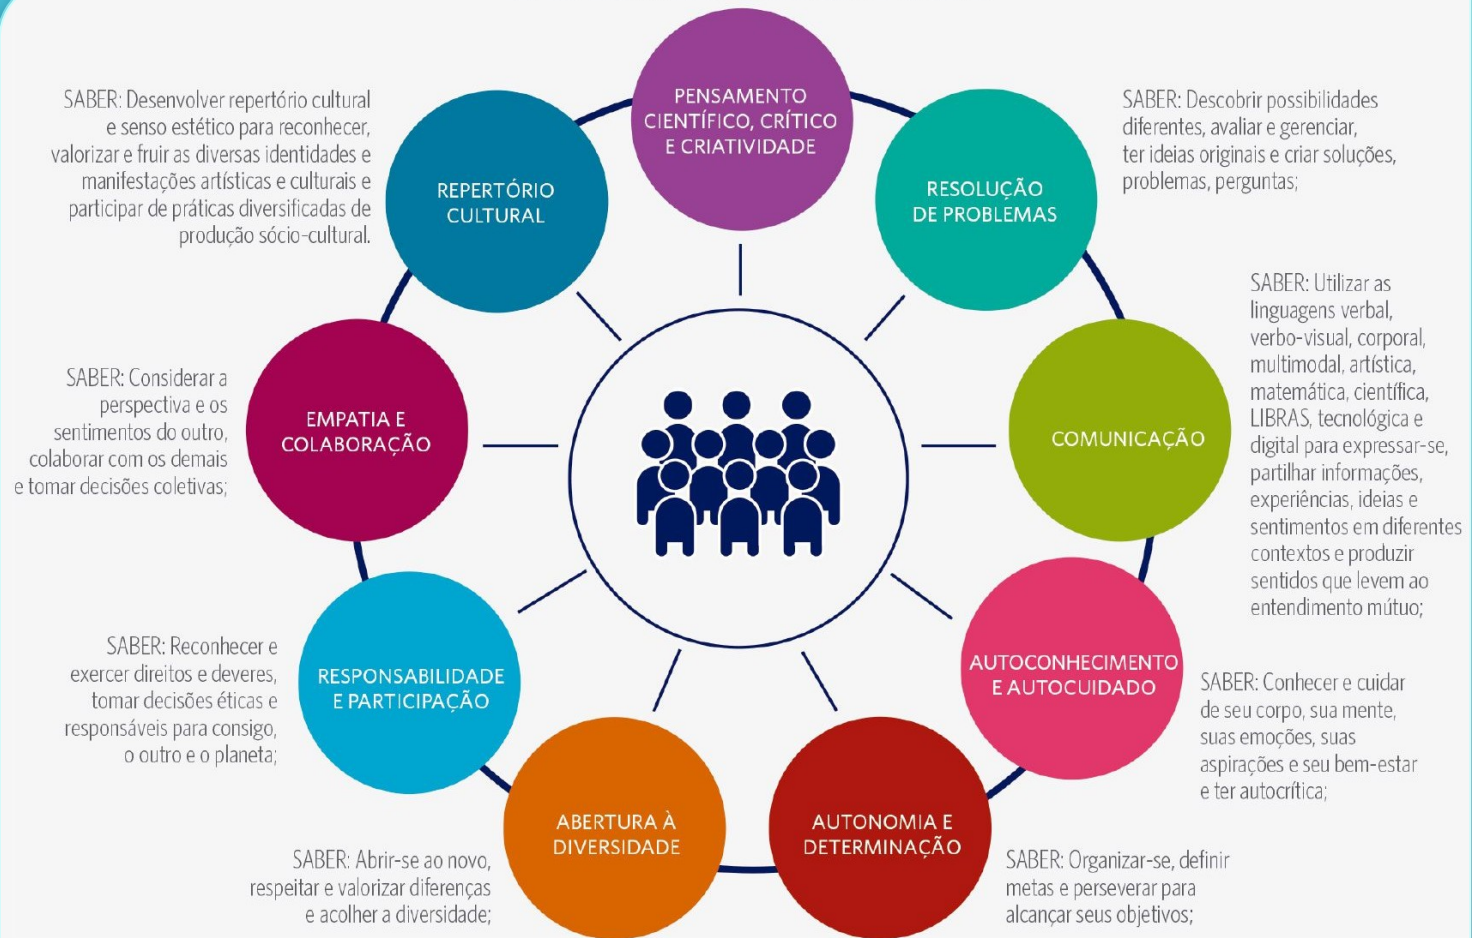 PENSAMENTO
CIENTÍFICO, CRÍTICO
E CRIATIVIDADE
RESOLUÇÃO
DE PROBLEMAS
SABER: Descobrir possibilidades
diferentes, avaliar e gerenciar,
ter ideias originais e criar soluções,
problemas, perguntas;
COMUNICAÇÃO
SABER: Utilizar as
linguagens verbal,
verbo-visual, corporal,
multimodal, artística,
matemática, científica,
LIBRAS, tecnológica e
digital para expressar-se,
partilhar informações,
experiências, ideias e
sentimentos em diferentes
contextos e produzir
sentidos que levem ao
entendimento mútuo;
AUTOCONHECIMENTO
E AUTOCUIDADO
SABER: Conhecer e cuidar
de seu corpo, sua mente,
suas emoções, suas
aspirações e seu bem-estar
e ter autocrítica;
AUTONOMIA E
DETERMINAÇÃO
SABER: Organizar-se, definir
metas e perseverar para
alcançar seus objetivos;
ABERTURA À
DIVERSIDADE
SABER: Abrir-se ao novo,
respeitar e valorizar diferenças
e acolher a diversidade;
RESPONSABILIDADE
E PARTICIPAÇÃO
SABER: Reconhecer e
exercer direitos e deveres,
tomar decisões éticas e
responsáveis para consigo,
o outro e o planeta;
EMPATIA E
COLABORAÇÃO
SABER: Considerar a
perspectiva e os
sentimentos do outro,
colaborar com os demais
e tomar decisões coletivas;
REPERTÓRIO
CULTURAL
SABER: Desenvolver repertório cultural
e senso estético para reconhecer,
valorizar e fruir as diversas identidades e
manifestações artísticas e culturais e
participar de práticas diversificadas de
produção sócio-cultural.